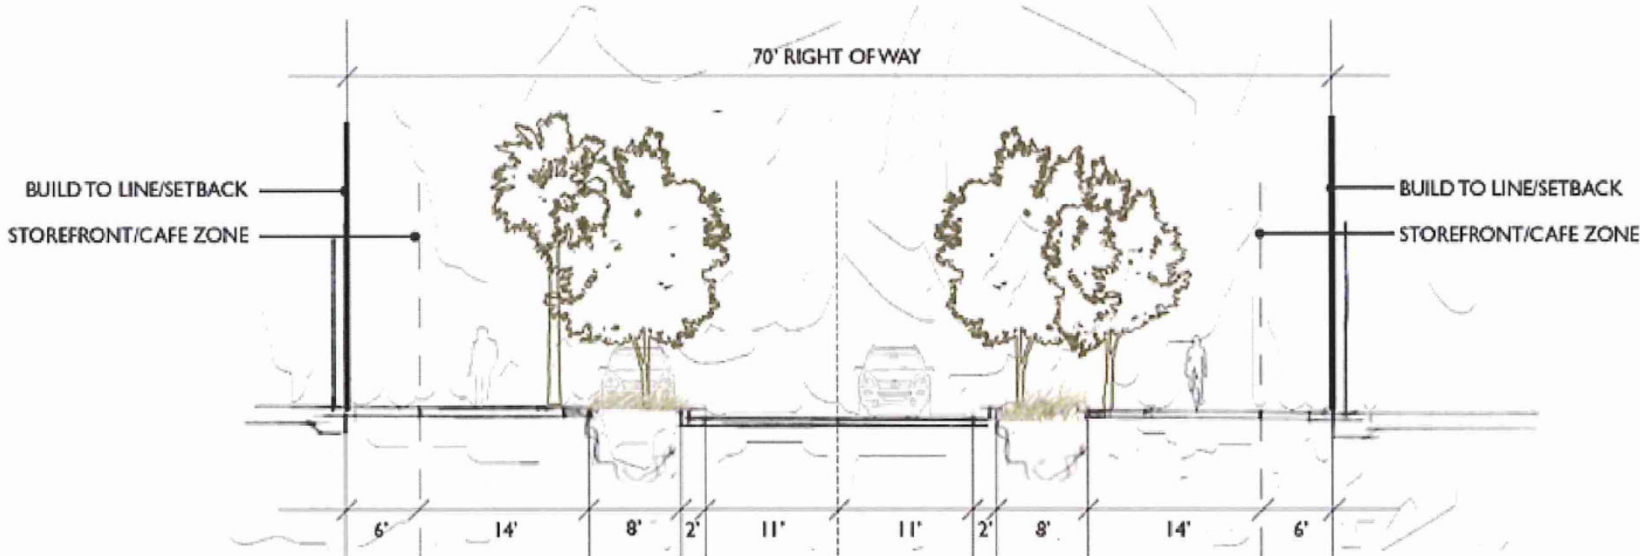 70' RIGHT OF WAY
BUILD TO LINE/SETBACK
BUILD TO LINE/SETBACK
STOREFRONT/CAFE ZONE
STOREFRONT/CAFE ZONE
6' 14' 8' 2' 11' 11' 2' 8' 14' 6'